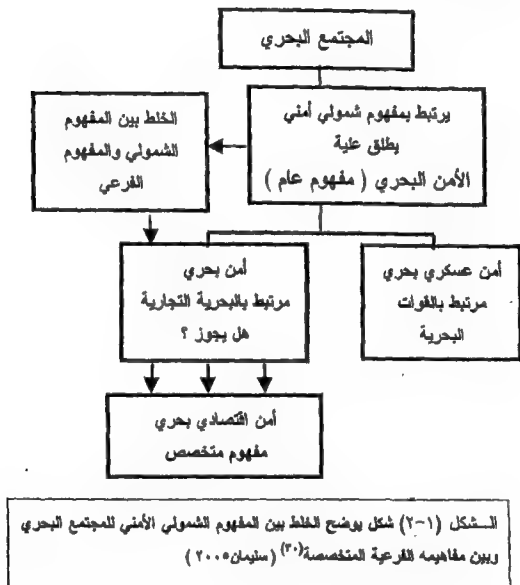 المجتمع البحري
يرتبط بمفهوم شمولي أمني
يطلق علية
الأمن البحري ( مفهوم عام )
الخلط بين المفهوم
الشمولي والمفهوم
الفرعي
أمن بحري
مرتبط بالبحرية التجارية
هل يجوز ؟
أمن عسكري بحري
مرتبط بالقوات
البحرية
أمن اقتصادي بحري
مفهوم متخصص
الشكل (١-٢) شكل يوضح الخلط بين المفهوم الشمولي الأمني للمجتمع البحري
وبين مفاهيمه الفرعية المتخصصة(٣٠) ( سليمان٢٠٠٥ )